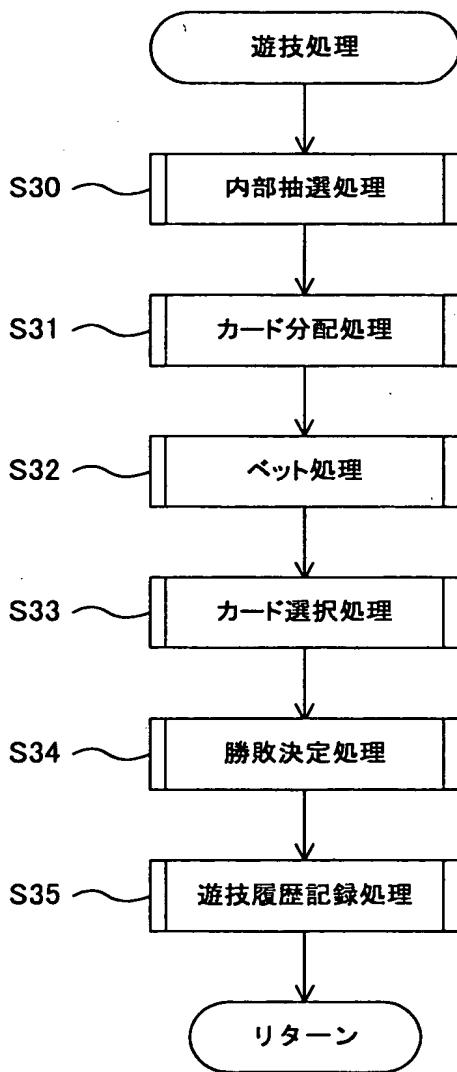 遊技処理
S30 内部抽選処理
S31 カード分配処理
S32 ベット処理
S33 カード選択処理
S34 勝敗決定処理
S35 遊技履歴記録処理
リターン